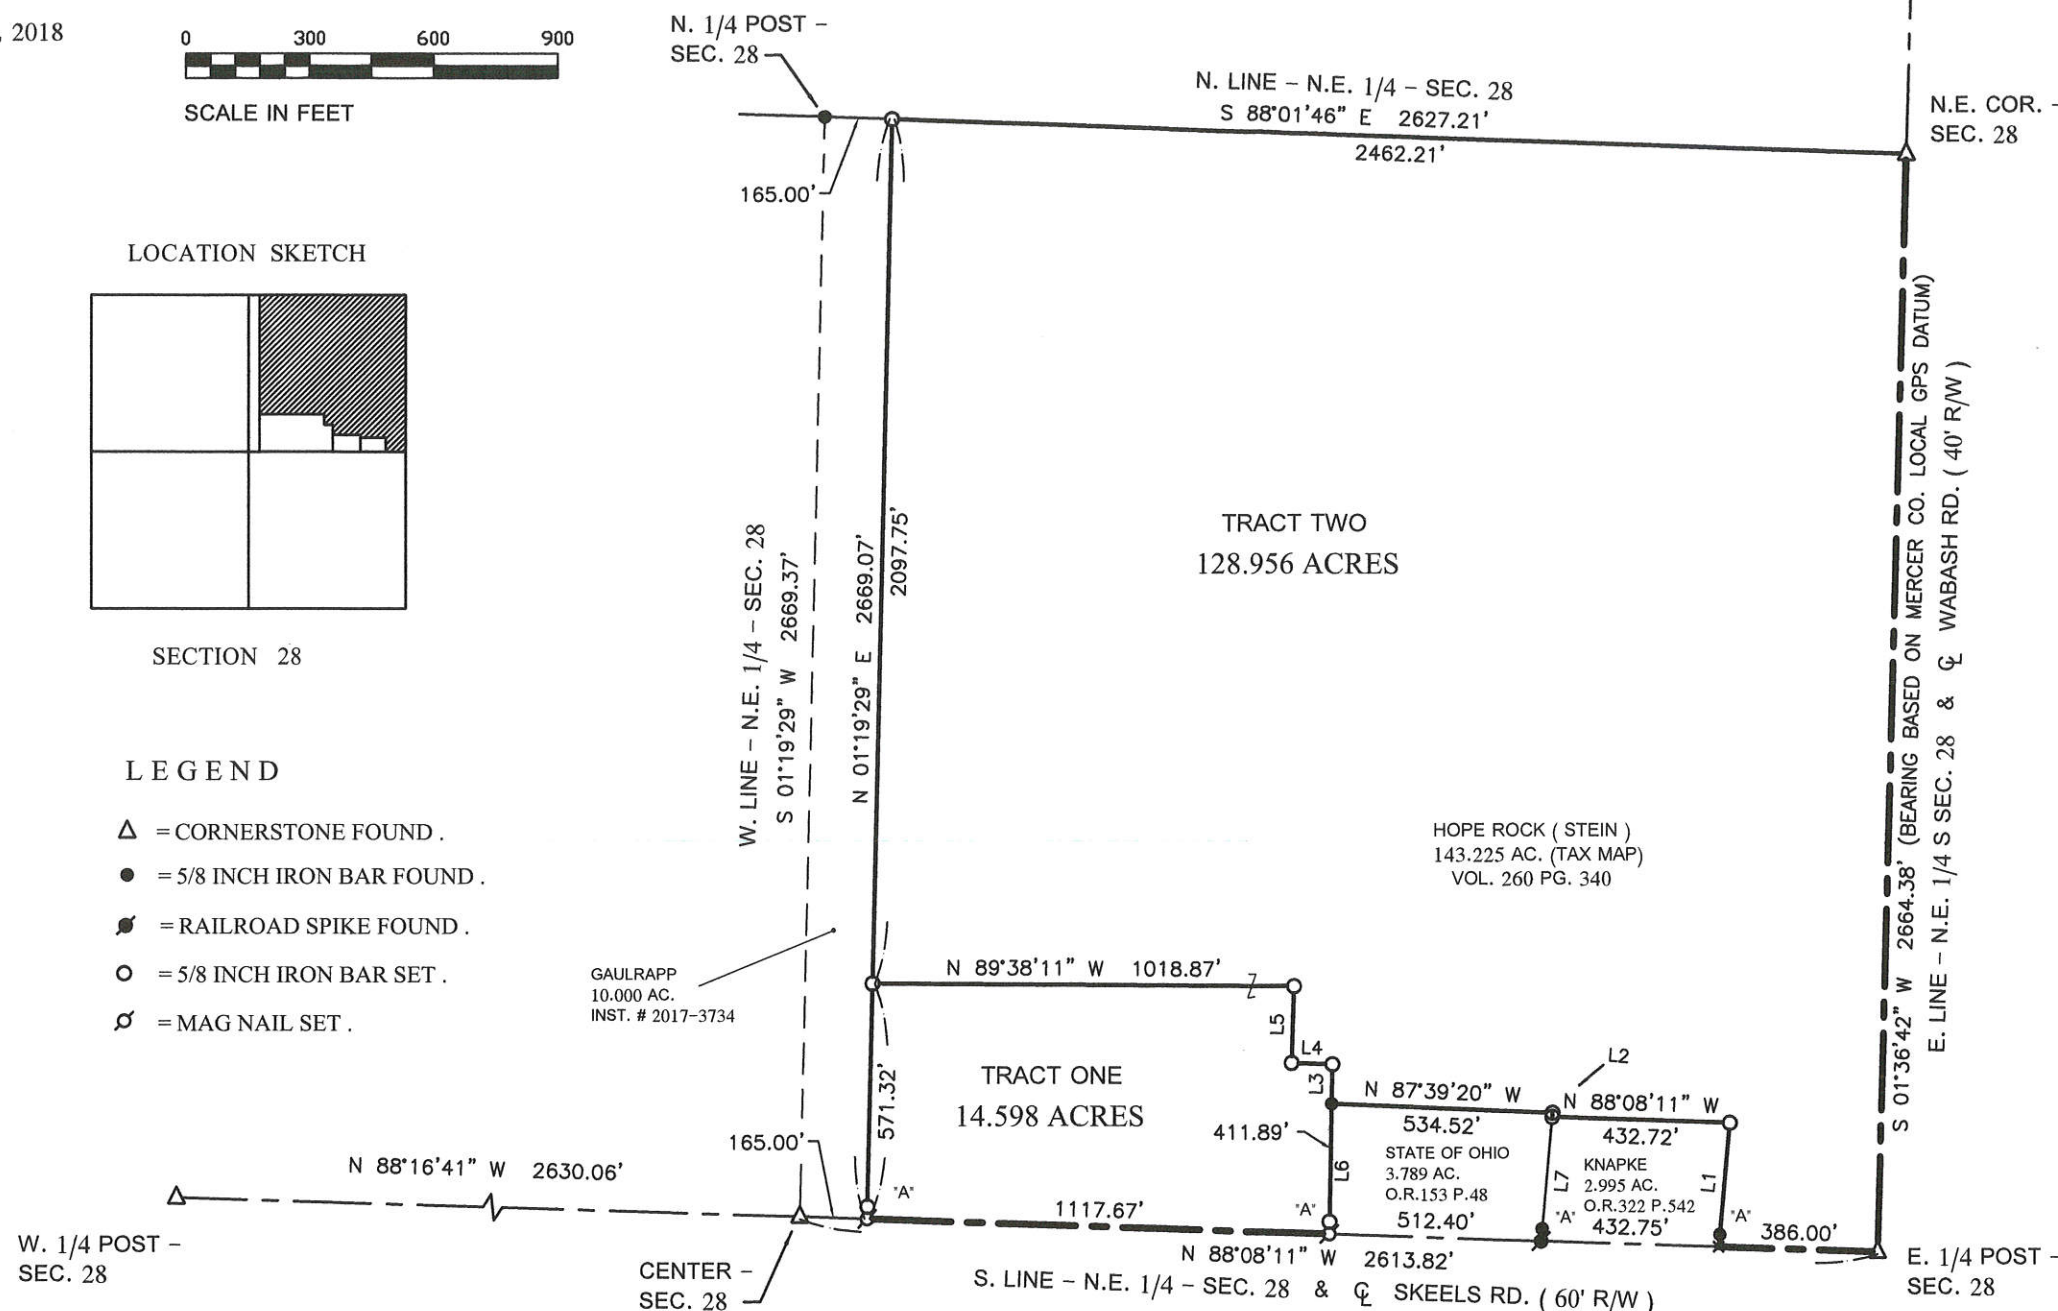 , 2018
0 300 600 900
SCALE IN FEET
N. 1/4 POST –
SEC. 28
N. LINE – N.E. 1/4 – SEC. 28
S 88°01'46" E 2627.21'
2462.21'
N.E. COR. –
SEC. 28
165.00'
LOCATION SKETCH
SECTION 28
LEGEND
= CORNERSTONE FOUND .
= 5/8 INCH IRON BAR FOUND .
= RAILROAD SPIKE FOUND .
= 5/8 INCH IRON BAR SET .
= MAG NAIL SET .
W. LINE – N.E. 1/4 – SEC. 28
S 01°19'29" W 2669.37'
N 01°19'29" E 2669.07'
2097.75'
TRACT TWO
128.956 ACRES
S 01°36'42" W 2664.38' (BEARING BASED ON MERCER CO. LOCAL GPS DATUM)
E. LINE – N.E. 1/4 S SEC. 28 & ℄ WABASH RD. ( 40' R/W )
HOPE ROCK ( STEIN )
143.225 AC. (TAX MAP)
VOL. 260 PG. 340
GAULRAPP
10.000 AC.
INST. # 2017–3734
N 89°38'11" W 1018.87'
L5
L4
L3
L2
TRACT ONE
14.598 ACRES
571.32'
N 87°39'20" W
534.52'
N 88°08'11" W
432.72'
411.89'
STATE OF OHIO
3.789 AC.
O.R.153 P.48
KNAPKE
2.995 AC.
O.R.322 P.542
L6
L7
L1
165.00'
"A"
"A"
"A"
"A"
N 88°16'41" W 2630.06'
1117.67'
512.40'
432.75'
386.00'
W. 1/4 POST –
SEC. 28
CENTER –
SEC. 28
N 88°08'11" W 2613.82'
S. LINE – N.E. 1/4 – SEC. 28 & ℄ SKEELS RD. ( 60' R/W )
E. 1/4 POST –
SEC. 28